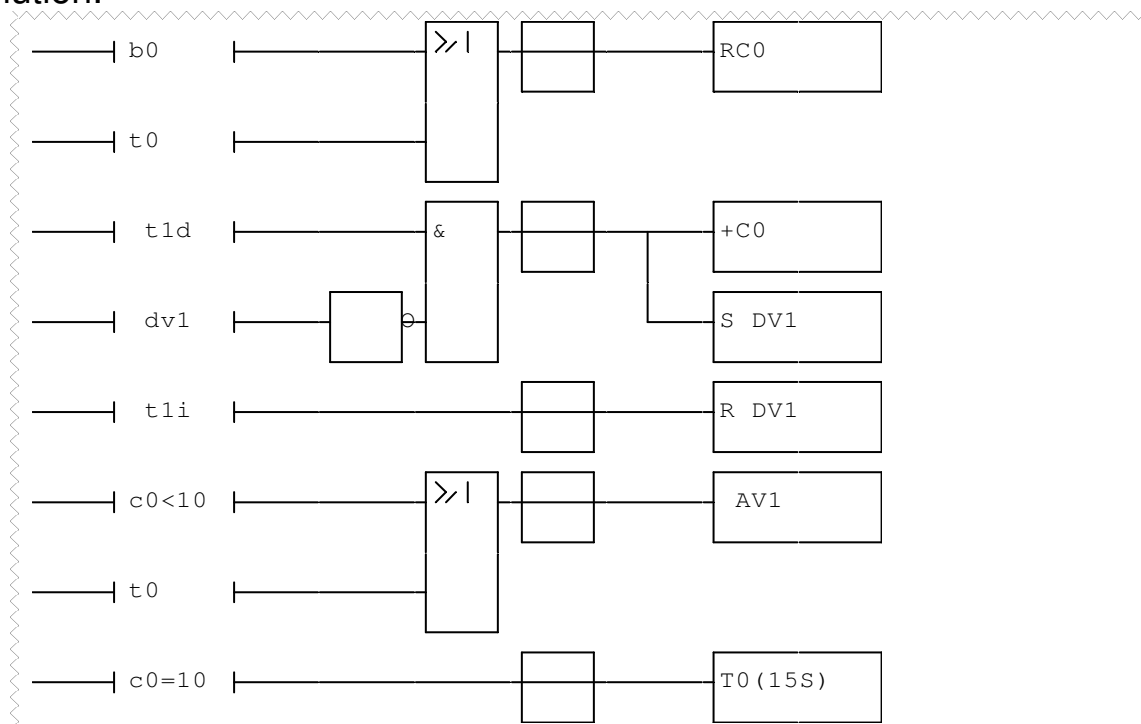 nation.
b0 ≥1 RC0
t0
t1d & +C0
dv1 S DV1
t1i R DV1
c0<10 ≥1 AV1
t0
c0=10 T0(15S)